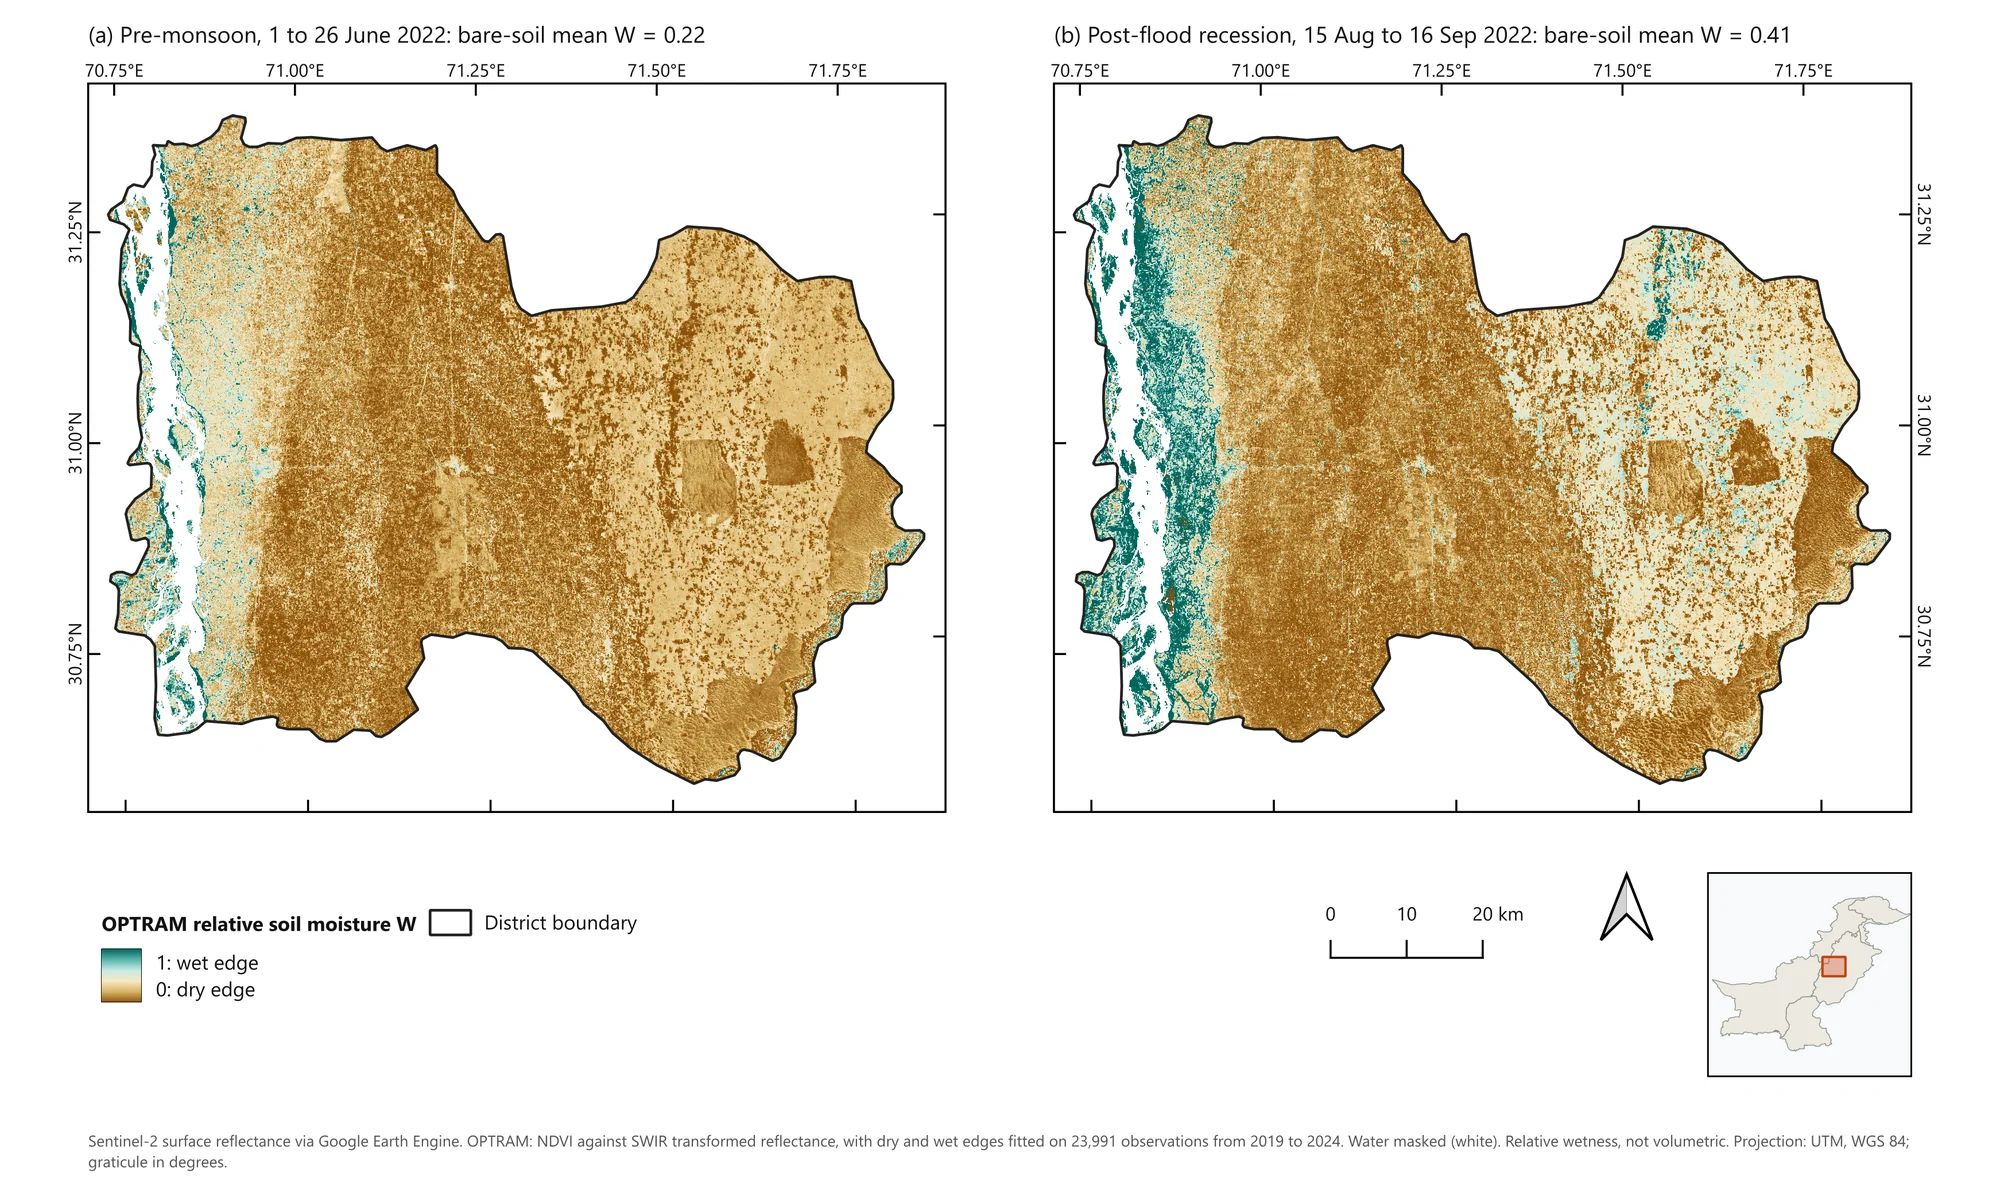 (a) Pre-monsoon, 1 to 26 June 2022: bare-soil mean W = 0.22
70.75°E 71.00°E 71.25°E 71.50°E 71.75°E
31.25°N
31.00°N
30.75°N
(b) Post-flood recession, 15 Aug to 16 Sep 2022: bare-soil mean W = 0.41
70.75°E 71.00°E 71.25°E 71.50°E 71.75°E
31.25°N
31.00°N
30.75°N
OPTRAM relative soil moisture W
District boundary
1: wet edge
0: dry edge
0 10 20 km
Sentinel-2 surface reflectance via Google Earth Engine. OPTRAM: NDVI against SWIR transformed reflectance, with dry and wet edges fitted on 23,991 observations from 2019 to 2024. Water masked (white). Relative wetness, not volumetric. Projection: UTM, WGS 84;
graticule in degrees.